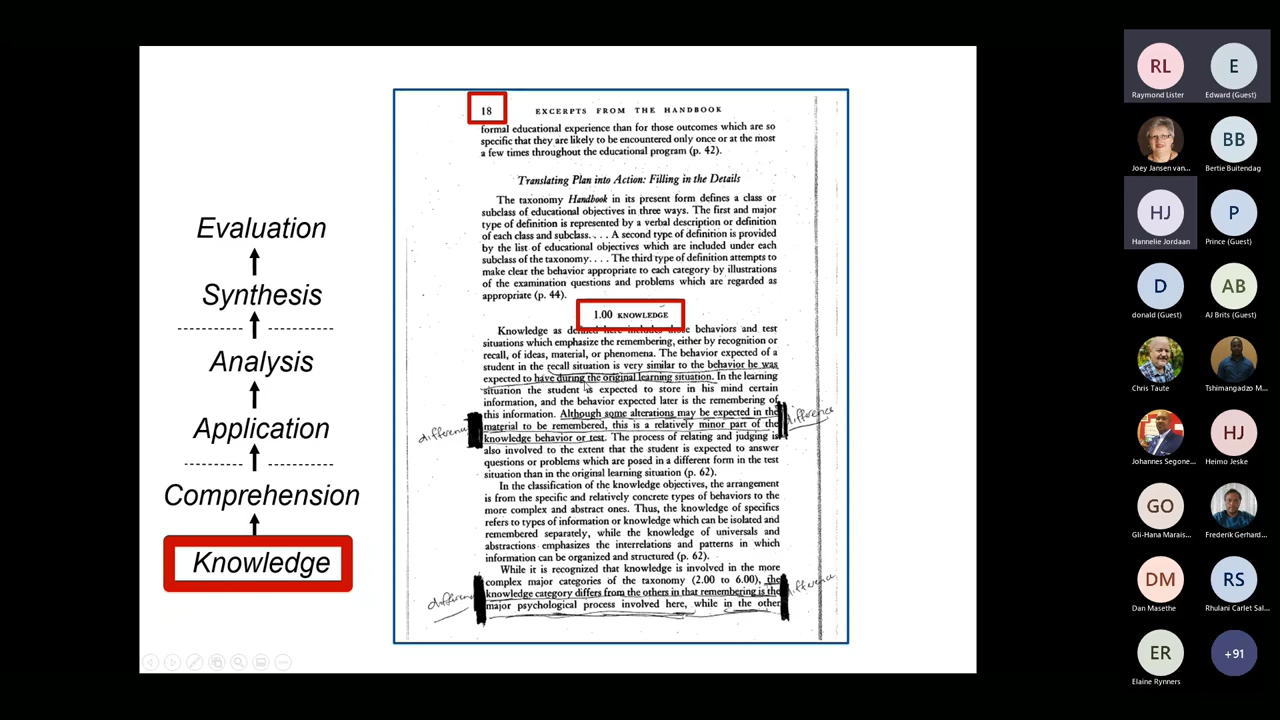 Evaluation
Synthesis
Analysis
Application
Comprehension
Knowledge
18 EXCERPTS FROM THE HANDBOOK
formal educational experience than for those outcomes which are so
specific that they are likely to be encountered only once or at the most
a few times throughout the educational program (p. 42).
Translating Plan into Action: Filling in the Details
The taxonomy Handbook in its present form defines a class or
subclass of educational objectives in three ways. The first and major
type of definition is represented by a verbal description or definition
of each class and subclass. . . . A second type of definition is provided
by the list of educational objectives which are included under each
subclass of the taxonomy. . . . The third type of definition attempts to
make clear the behavior appropriate to each category by illustrations
of the examination questions and problems which are regarded as
appropriate (p. 44).
1.00 KNOWLEDGE
Knowledge as defined here includes those behaviors and test
situations which emphasize the remembering, either by recognition or
recall, of ideas, material, or phenomena. The behavior expected of a
student in the recall situation is very similar to the behavior he was
expected to have during the original learning situation. In the learning
situation the student is expected to store in his mind certain
information, and the behavior expected later is the remembering of
this information. Although some alterations may be expected in the
material to be remembered, this is a relatively minor part of the
knowledge behavior or test. The process of relating and judging is
also involved to the extent that the student is expected to answer
questions or problems which are posed in a different form in the test
situation than in the original learning situation (p. 62).
In the classification of the knowledge objectives, the arrangement
is from the specific and relatively concrete types of behaviors to the
more complex and abstract ones. Thus, the knowledge of specifics
refers to types of information or knowledge which can be isolated and
remembered separately, while the knowledge of universals and
abstractions emphasizes the interrelations and patterns in which
information can be organized and structured (p. 62).
While it is recognized that knowledge is involved in the more
complex major categories of the taxonomy (2.00 to 6.00), the
knowledge category differs from the others in that remembering is the
major psychological process involved here, while in the other
difference
difference
difference
difference
RL
Raymond Lister
E
Edward (Guest)
Joey Jansen van...
BB
Bertie Buitendag
HJ
Hannelie Jordaan
P
Prince (Guest)
D
donald (Guest)
AB
AJ Brits (Guest)
Chris Taute
Tshimangadzo M...
Johannes Segone...
HJ
Heimo Jeske
GO
Gli-Hana Marais...
Frederik Gerhard...
DM
Dan Masethe
RS
Rhulani Carlet Sal...
ER
Elaine Rynners
+91